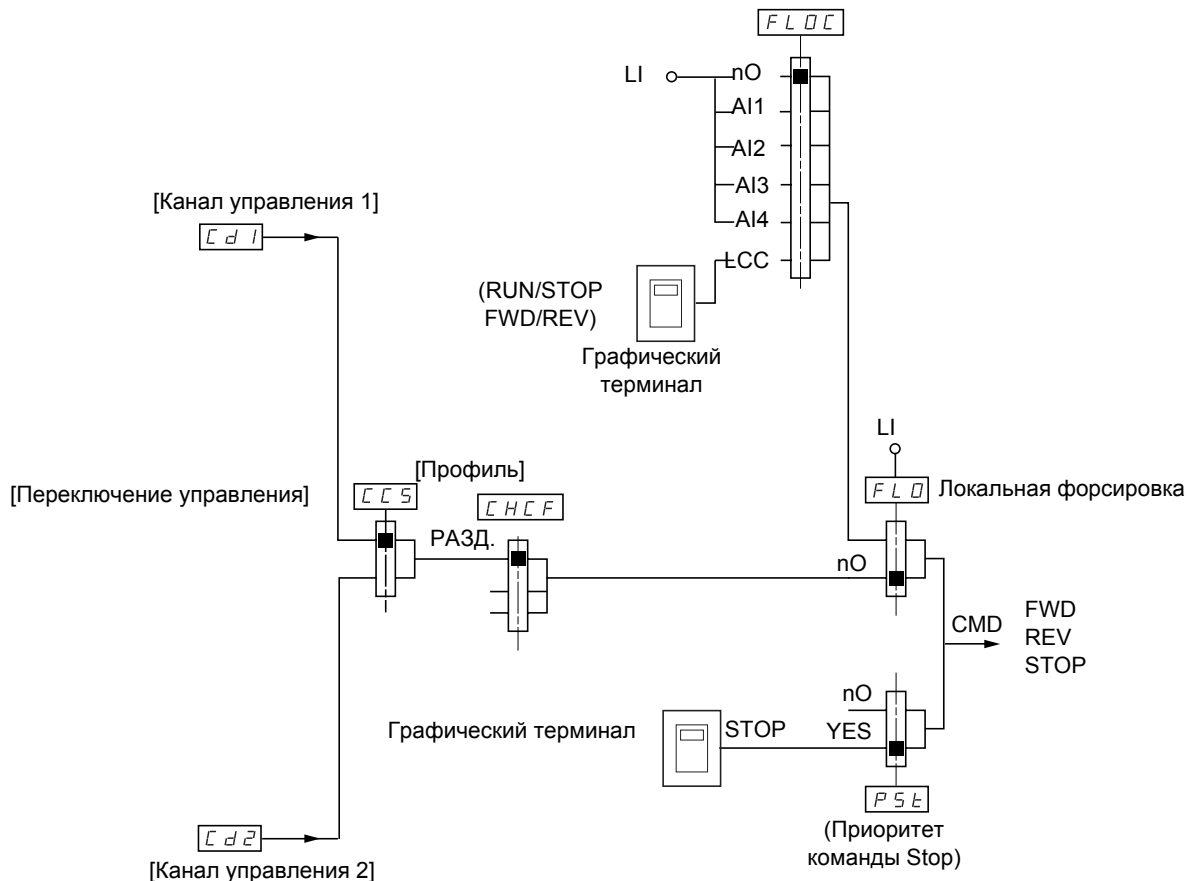 FLOC
LI
nO
AI1
AI2
AI3
AI4
LCC
[Канал управления 1]
Cd1
(RUN/STOP
FWD/REV)
Графический
терминал
LI
[Профиль]
[Переключение управления]
CCS
CHCF
FLO
Локальная форсировка
РАЗД.
nO
CMD
FWD
REV
STOP
nO
Графический терминал
STOP
YES
PSt
(Приоритет
команды Stop)
Cd2
[Канал управления 2]